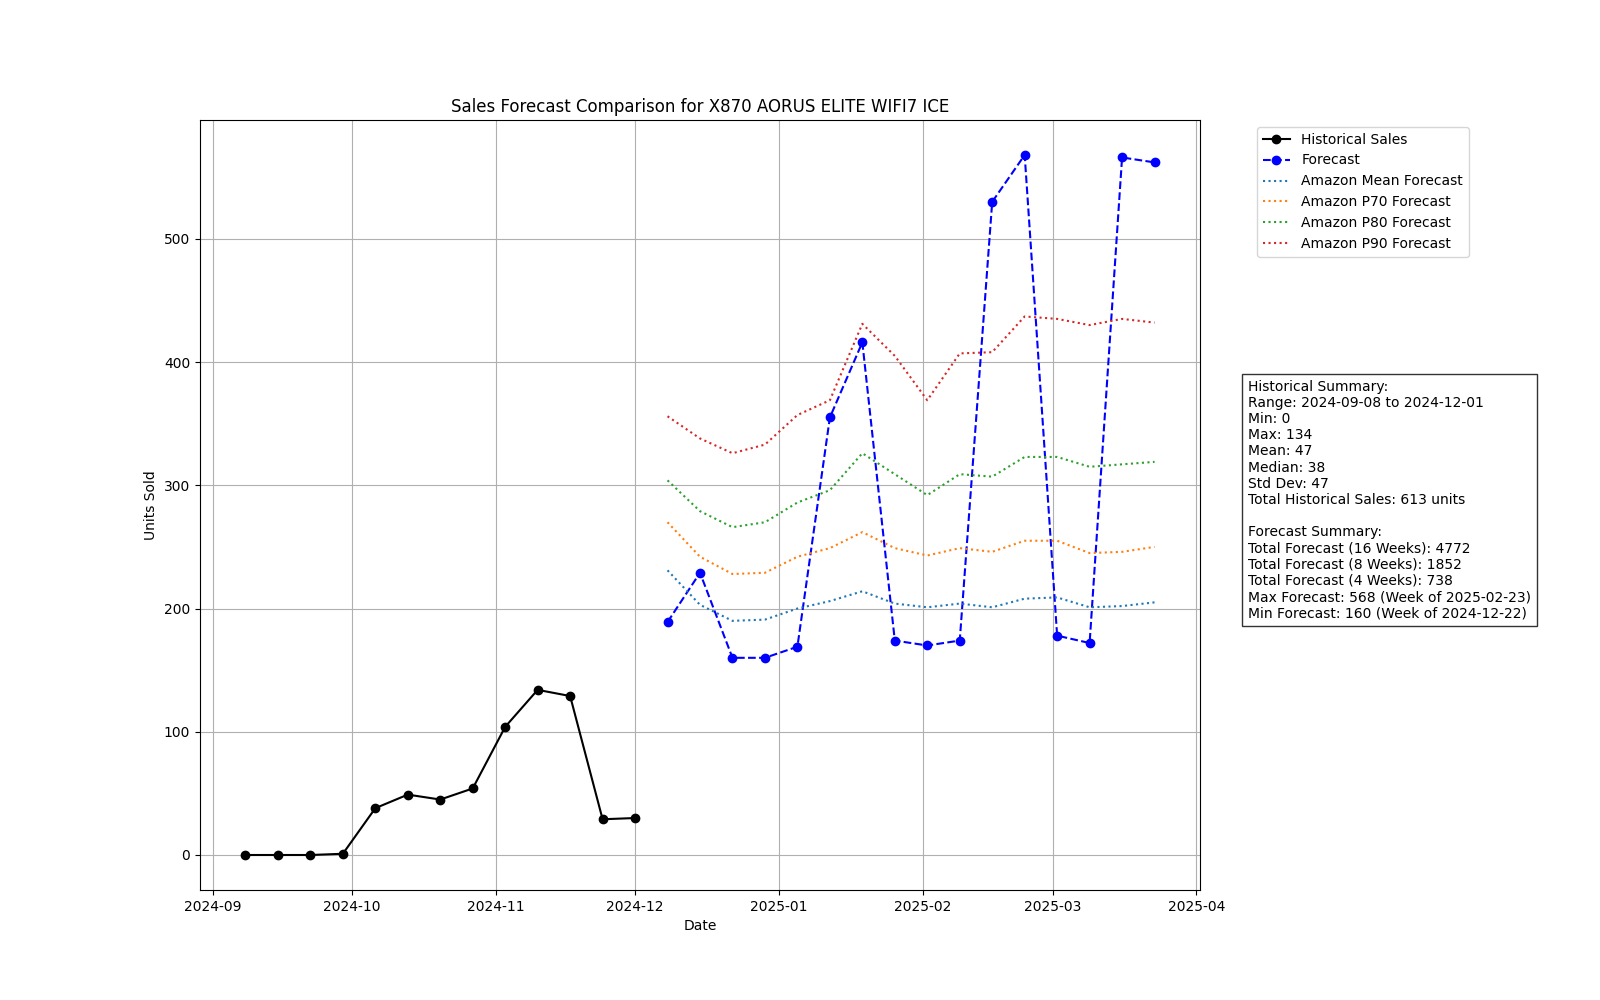 Sales Forecast Comparison for X870 AORUS ELITE WIFI7 ICE
Historical Sales
Forecast
Amazon Mean Forecast
Amazon P70 Forecast
Amazon P80 Forecast
Amazon P90 Forecast
Units Sold
500
400
300
200
100
0
2024-09
2024-10
2024-11
2024-12
2025-01
2025-02
2025-03
2025-04
Date
Historical Summary:
Range: 2024-09-08 to 2024-12-01
Min: 0
Max: 134
Mean: 47
Median: 38
Std Dev: 47
Total Historical Sales: 613 units
Forecast Summary:
Total Forecast (16 Weeks): 4772
Total Forecast (8 Weeks): 1852
Total Forecast (4 Weeks): 738
Max Forecast: 568 (Week of 2025-02-23)
Min Forecast: 160 (Week of 2024-12-22)